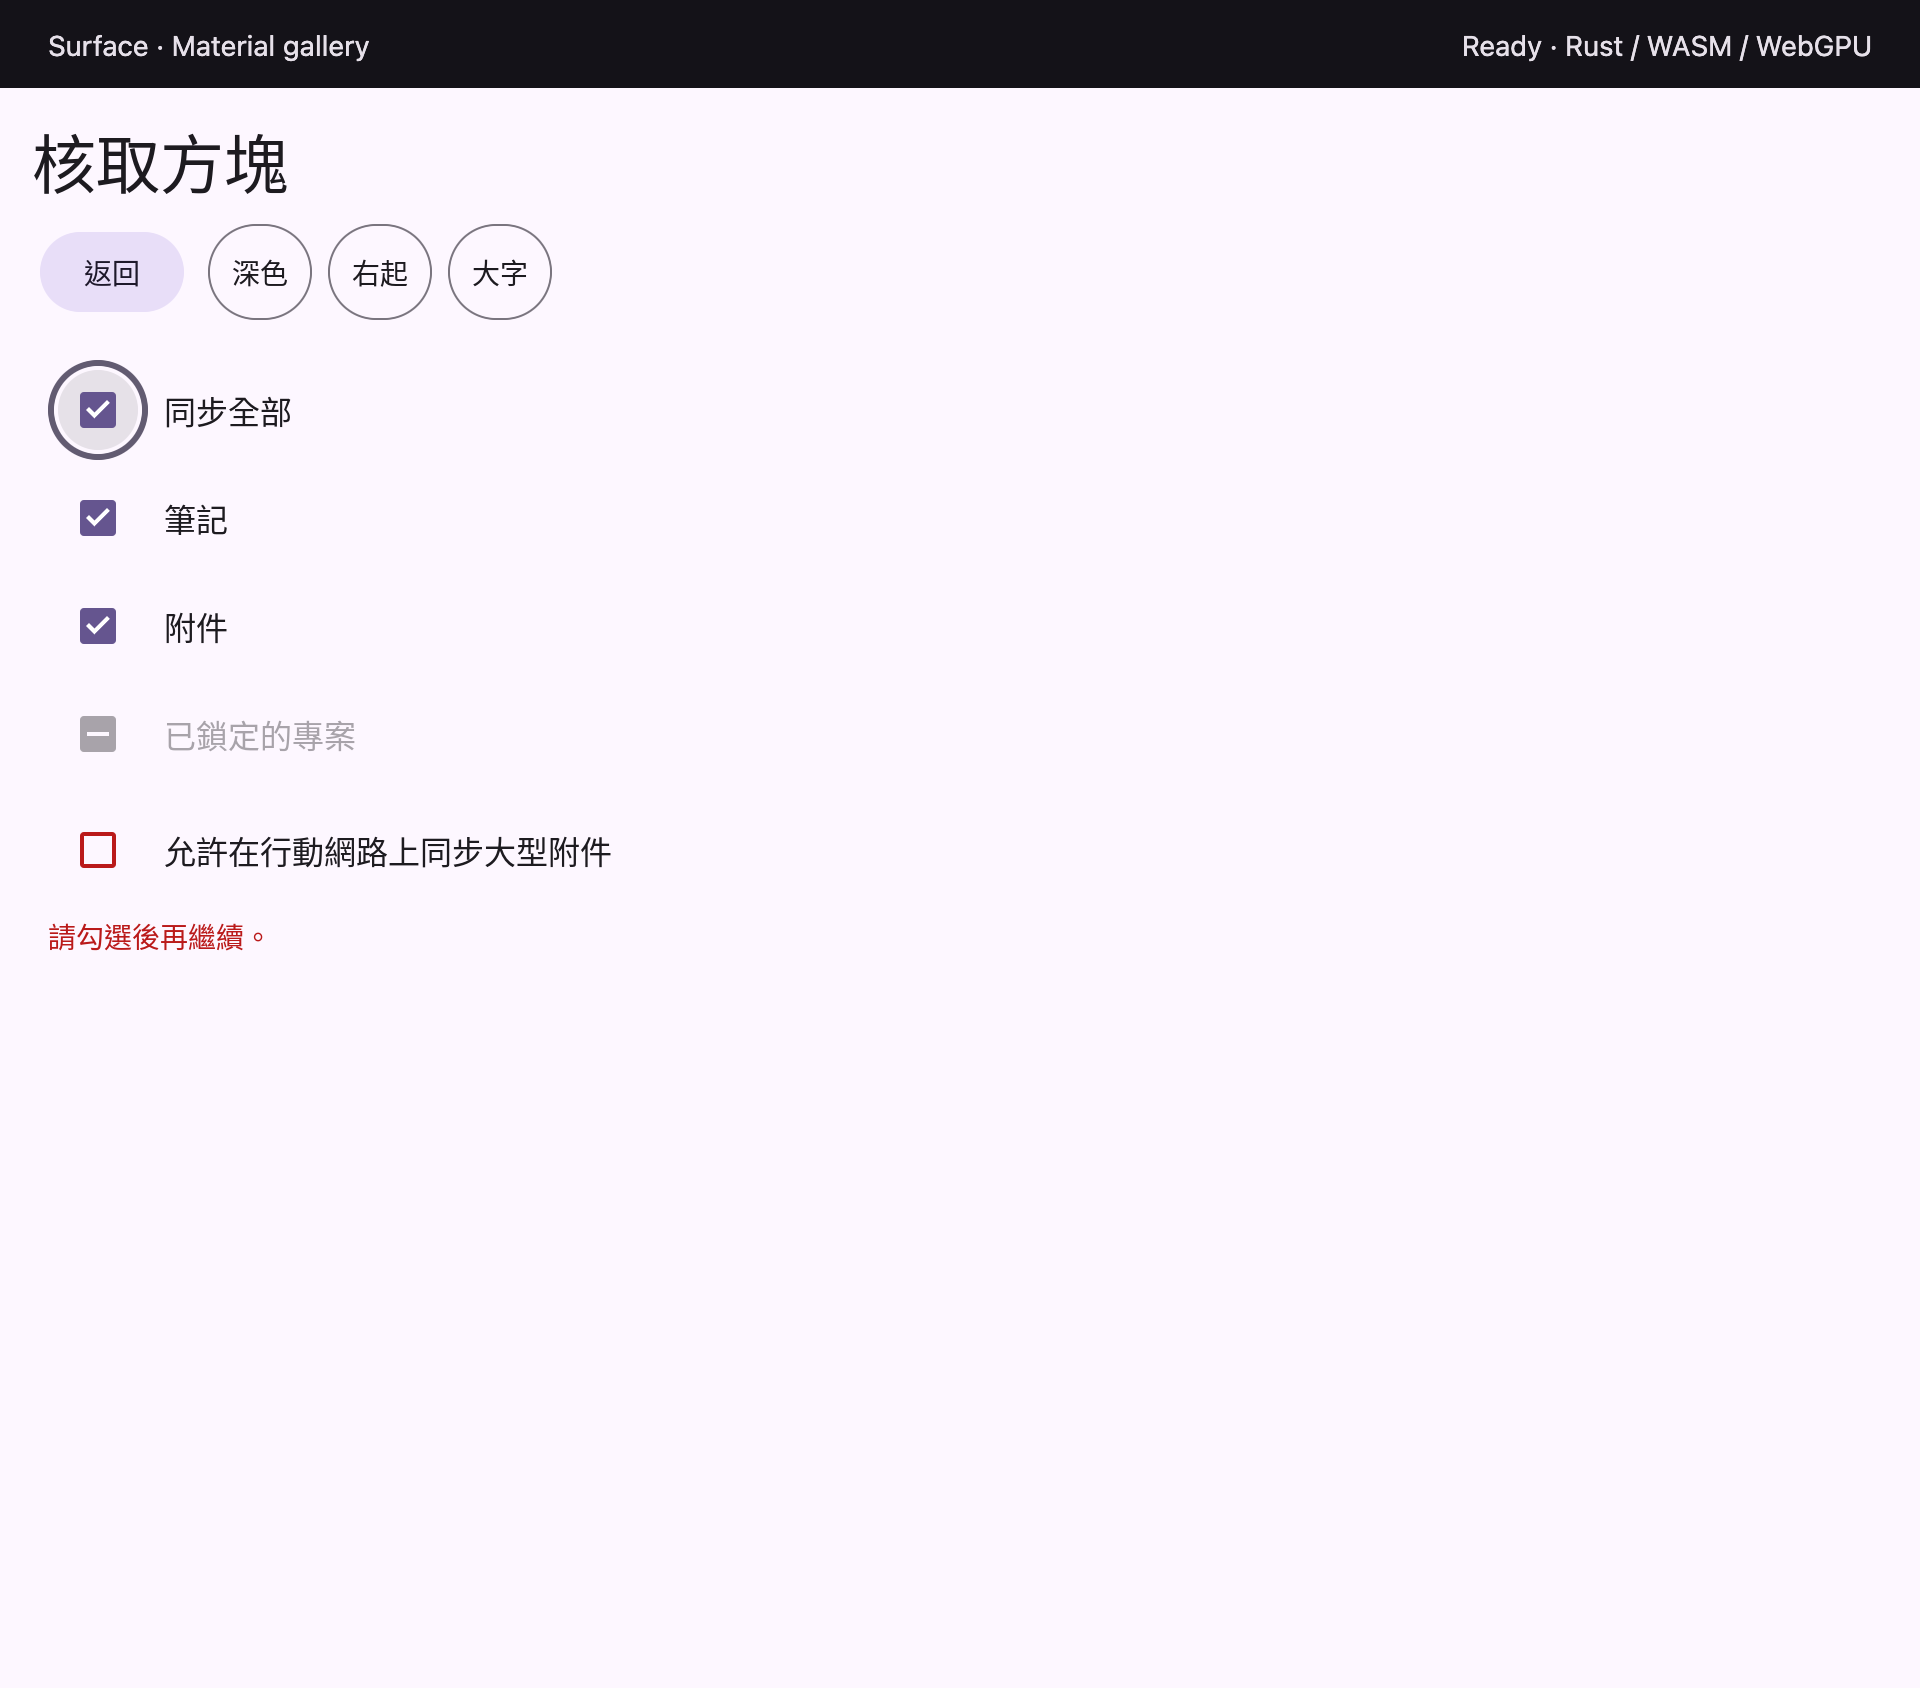 Surface · Material gallery
Ready · Rust / WASM / WebGPU
核取方塊
返回
深色
右起
大字
同步全部
筆記
附件
已鎖定的專案
允許在行動網路上同步大型附件
請勾選後再繼續。